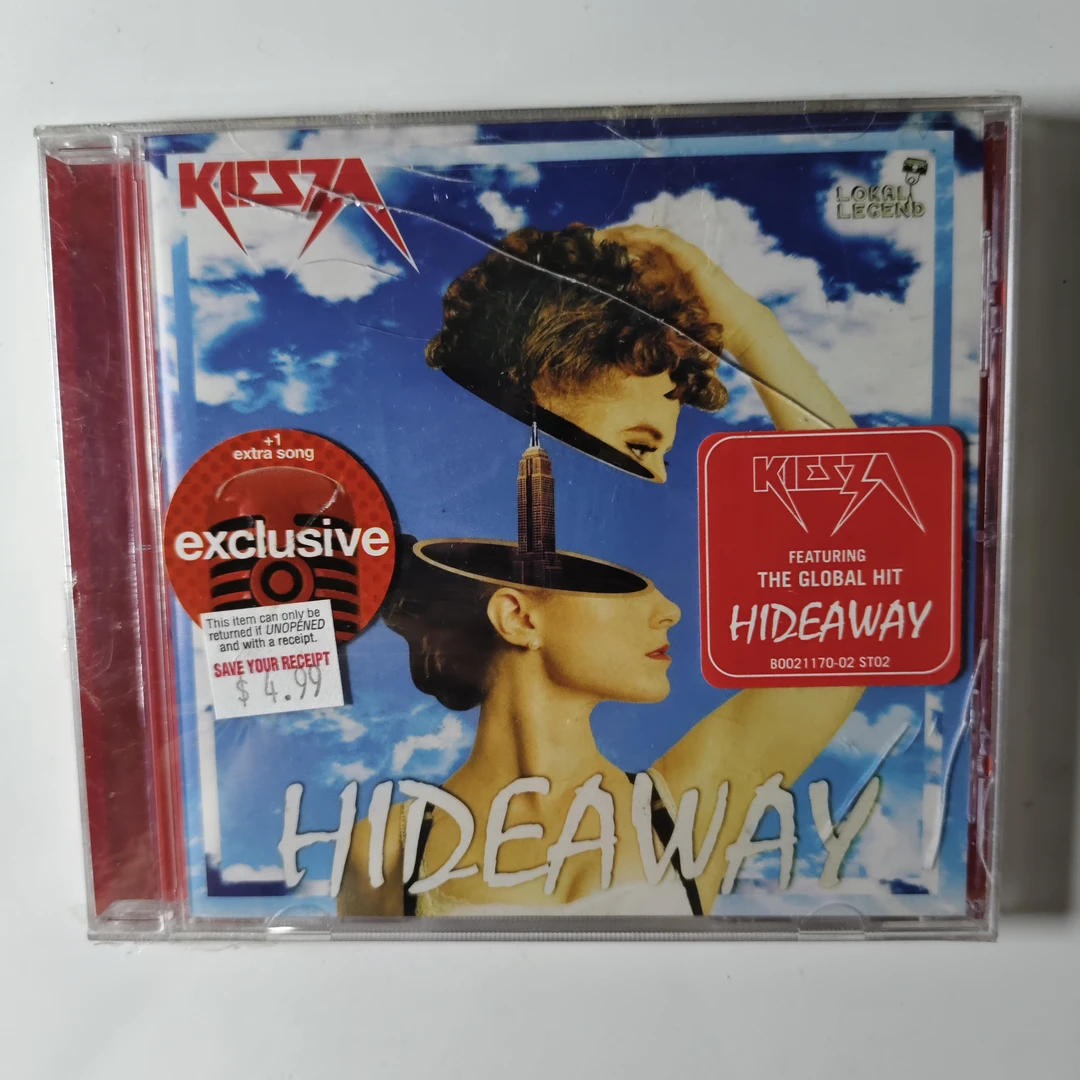 KIESZA
LOKAL
LEGEND
+1
extra song
exclusive
This item can only be
returned if UNOPENED
and with a receipt.
SAVE YOUR RECEIPT
$ 4.99
KIESZA
FEATURING
THE GLOBAL HIT
HIDEAWAY
B0021170-02 ST02
HIDEAWAY